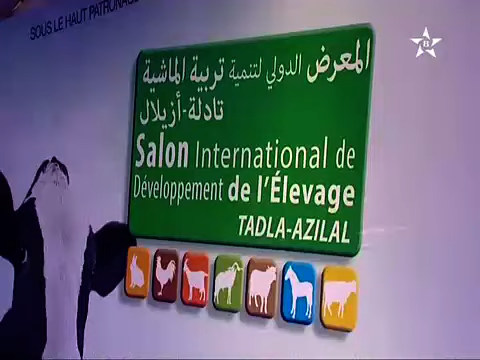 SOUS LE HAUT PATRONAGE
المعرض الدولي لتنمية تربية الماشية
تادلة-أزيلال
Salon International de
Développement de l'Élevage
TADLA-AZILAL
B